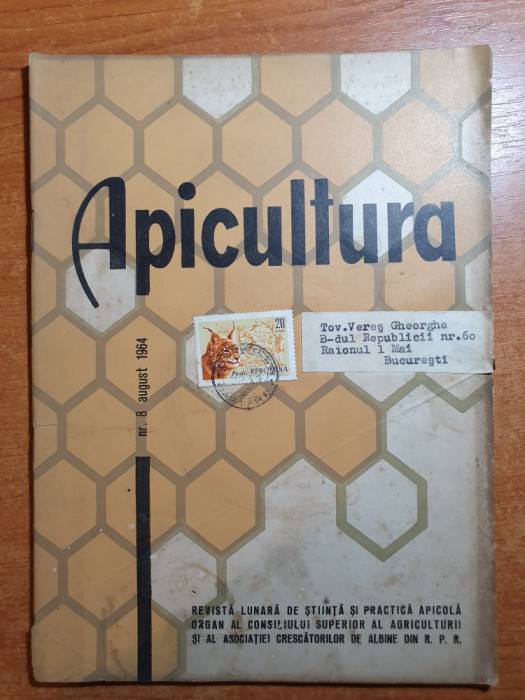 Apicultura
20
Posta R.P.ROMINA
Tov.Vereş Gheorghe
B-dul Republicii nr.60
Raionul 1 Mai
Bucureşti
nr. 8 august 1964
REVISTĂ LUNARĂ DE ŞTIINŢĂ ŞI PRACTICĂ APICOLĂ
ORGAN AL CONSILIULUI SUPERIOR AL AGRICULTURII
ŞI AL ASOCIAŢIEI CRESCĂTORILOR DE ALBINE DIN R. P. R.